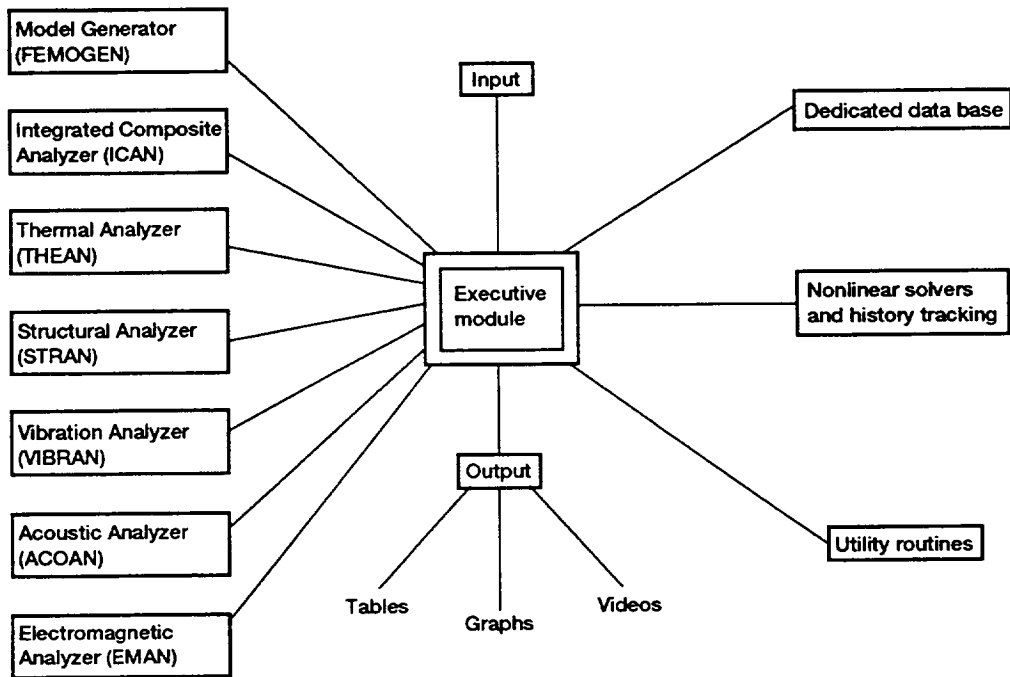 Model Generator
(FEMOGEN)
Integrated Composite
Analyzer (ICAN)
Thermal Analyzer
(THEAN)
Structural Analyzer
(STRAN)
Vibration Analyzer
(VIBRAN)
Acoustic Analyzer
(ACOAN)
Electromagnetic
Analyzer (EMAN)
Input
Executive
module
Output
Tables
Graphs
Videos
Dedicated data base
Nonlinear solvers
and history tracking
Utility routines